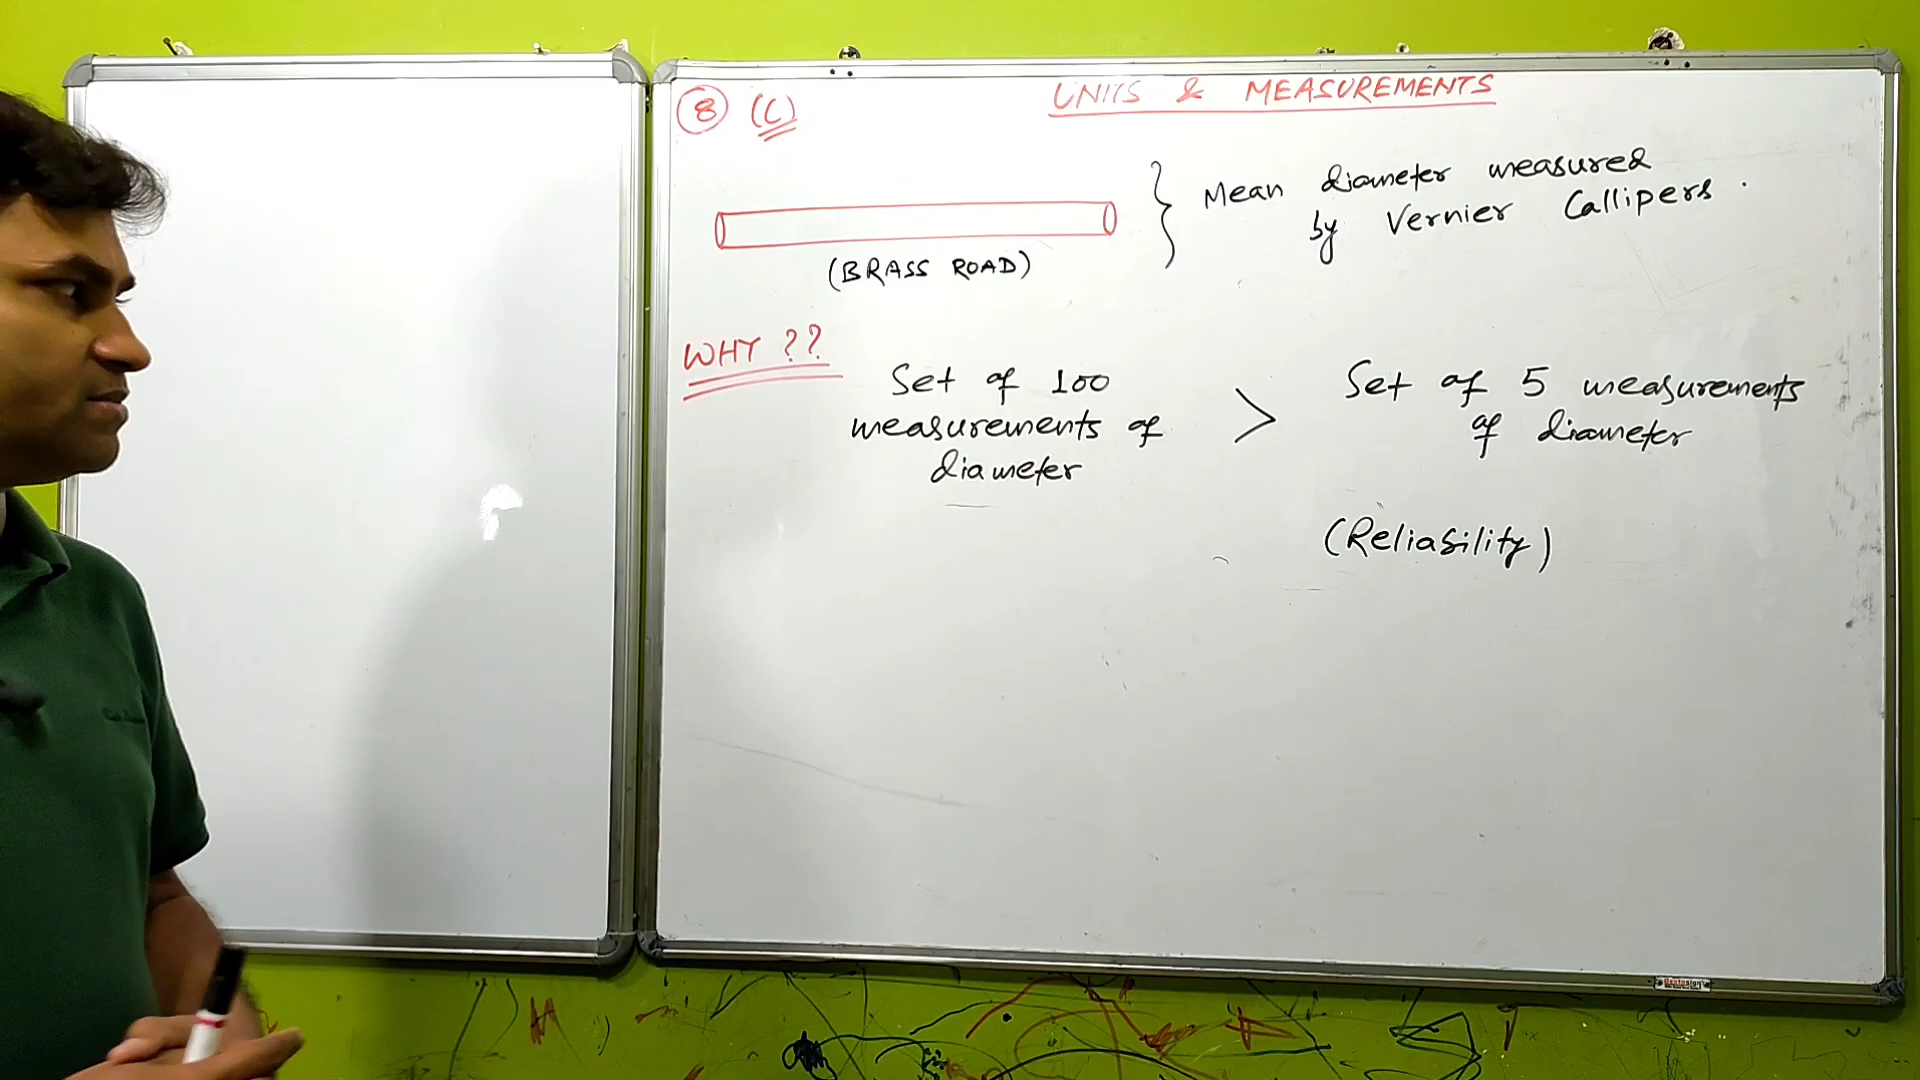 8 (C)
UNITS & MEASUREMENTS
Mean diameter measured
by Vernier Callipers.
(BRASS ROAD)
WHY ??
Set of 100
measurements of
diameter
>
Set of 5 measurements
of diameter
(Reliability)